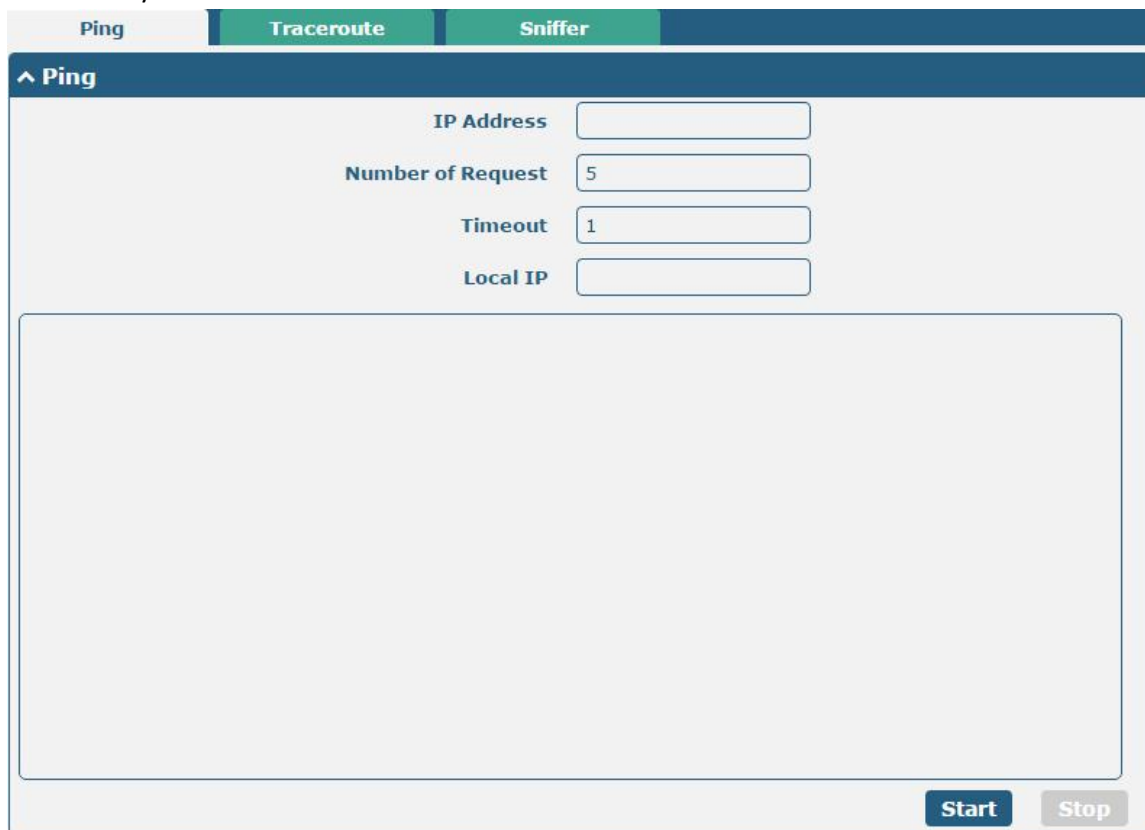 Ping Traceroute Sniffer
Ping
IP Address
Number of Request 5
Timeout 1
Local IP
Start Stop